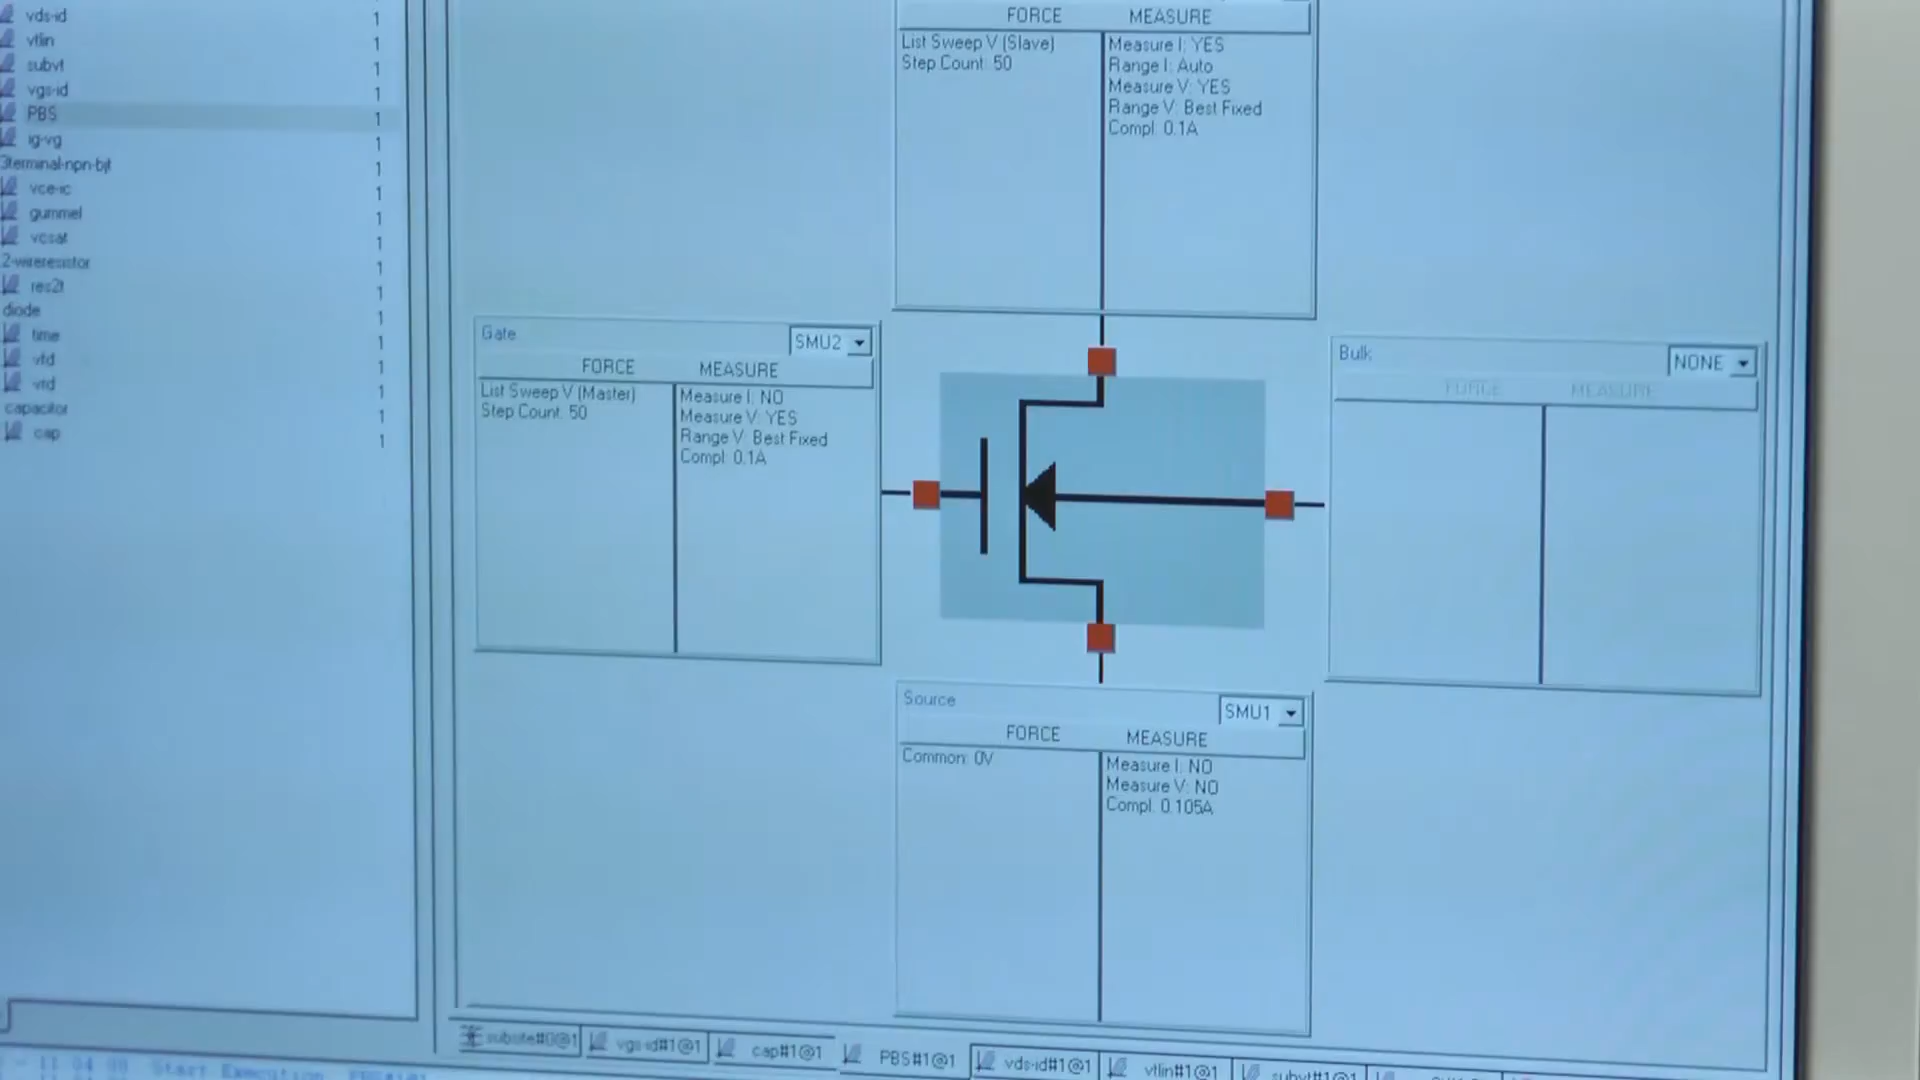 vds-id 1
vtlin 1
subvt 1
vgs-id 1
PBS 1
ig-vg 1
3terminal-npn-bjt 1
vce-ic 1
gummel 1
vcsat 1
2-wireresistor 1
res2t 1
diode 1
time 1
vfd 1
vrd 1
capacitor 1
cap 1
FORCE MEASURE
List Sweep V (Slave)
Step Count: 50
Measure I: YES
Range I: Auto
Measure V: YES
Range V: Best Fixed
Compl: 0.1A
Gate SMU2
FORCE MEASURE
List Sweep V (Master)
Step Count: 50
Measure I: NO
Measure V: YES
Range V: Best Fixed
Compl: 0.1A
Bulk NONE
FORCE MEASURE
Source SMU1
FORCE MEASURE
Common: 0V
Measure I: NO
Measure V: NO
Compl: 0.105A
subsite#0@1 vgs-id#1@1 cap#1@1 PBS#1@1 vds-id#1@1 vtlin#1@1 subvt#1@1
Start Execution